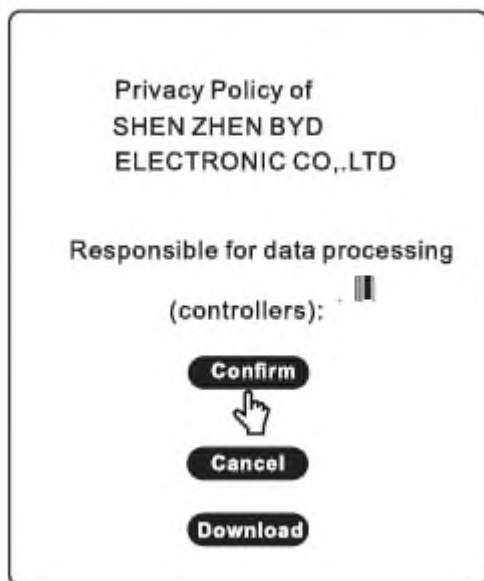 Privacy Policy of
SHEN ZHEN BYD
ELECTRONIC CO,.LTD
Responsible for data processing
(controllers):
Confirm
Cancel
Download